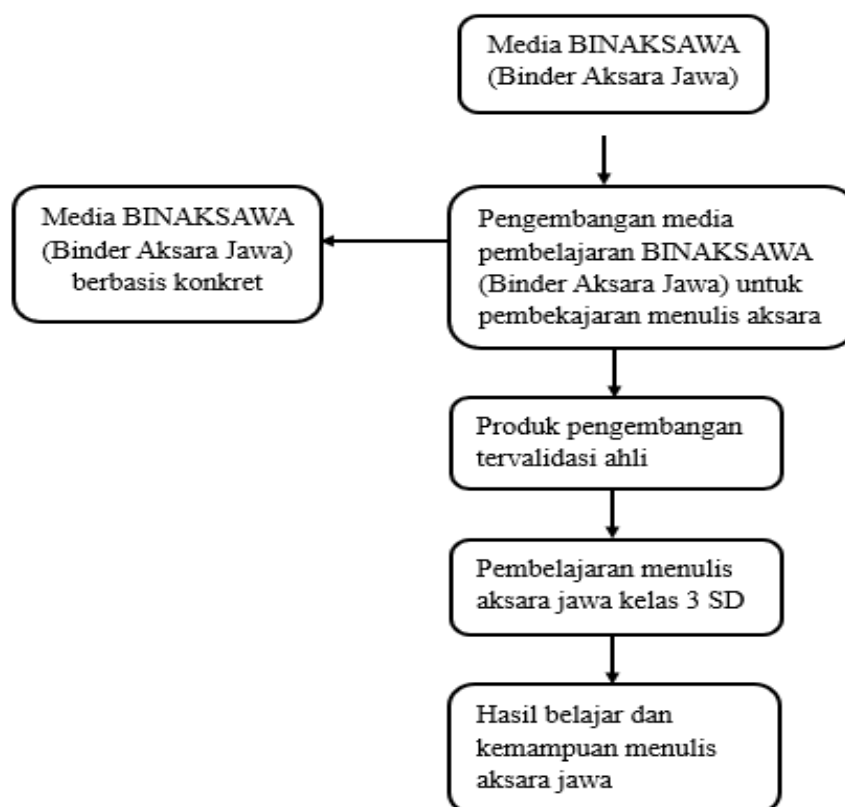 Media BINAKSAWA
(Binder Aksara Jawa)
Media BINAKSAWA
(Binder Aksara Jawa)
berbasis konkret
Pengembangan media
pembelajaran BINAKSAWA
(Binder Aksara Jawa) untuk
pembekajaran menulis aksara
Produk pengembangan
tervalidasi ahli
Pembelajaran menulis
aksara jawa kelas 3 SD
Hasil belajar dan
kemampuan menulis
aksara jawa